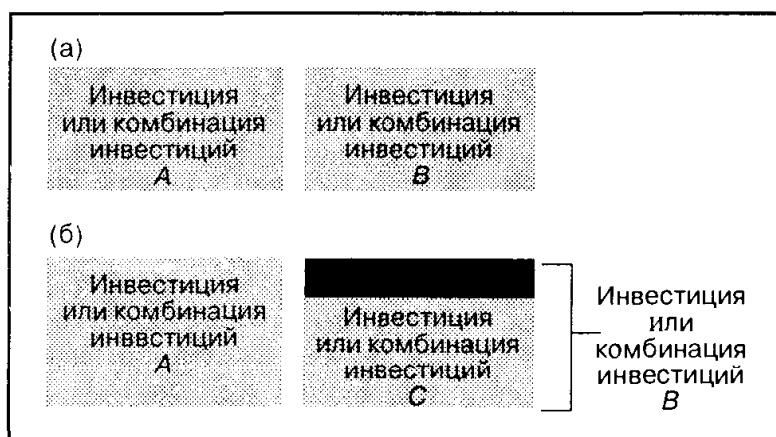 (а)
Инвестиция
или комбинация
инвестиций
A
Инвестиция
или комбинация
инвестиций
B
(б)
Инвестиция
или комбинация
инввстиций
A
Инвестиция
или комбинация
инвестиций
C
Инвестиция
или
комбинация
инвестиций
B